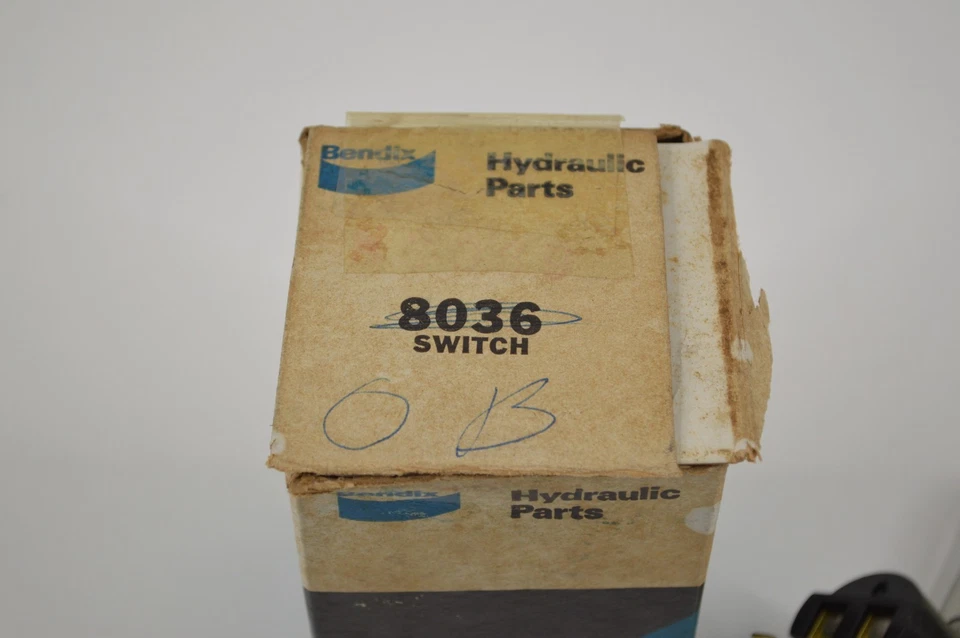 Bendix
Hydraulic
Parts
8036
SWITCH
O B
Bendix
Hydraulic
Parts